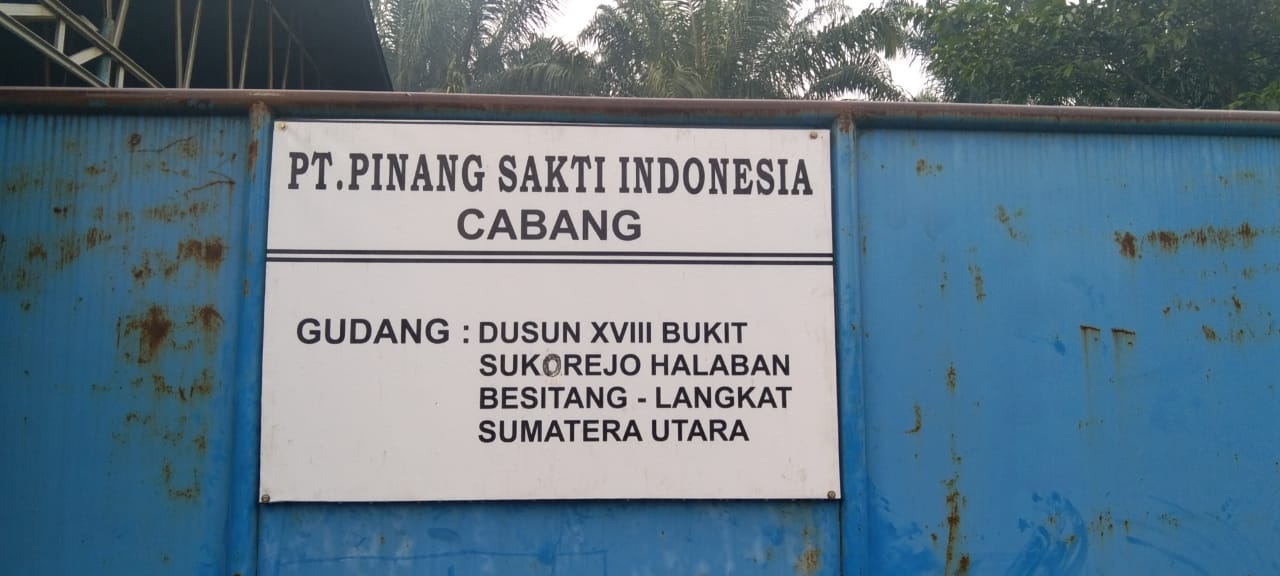 PT.PINANG SAKTI INDONESIA
CABANG
GUDANG : DUSUN XVIII BUKIT
SUKOREJO HALABAN
BESITANG - LANGKAT
SUMATERA UTARA